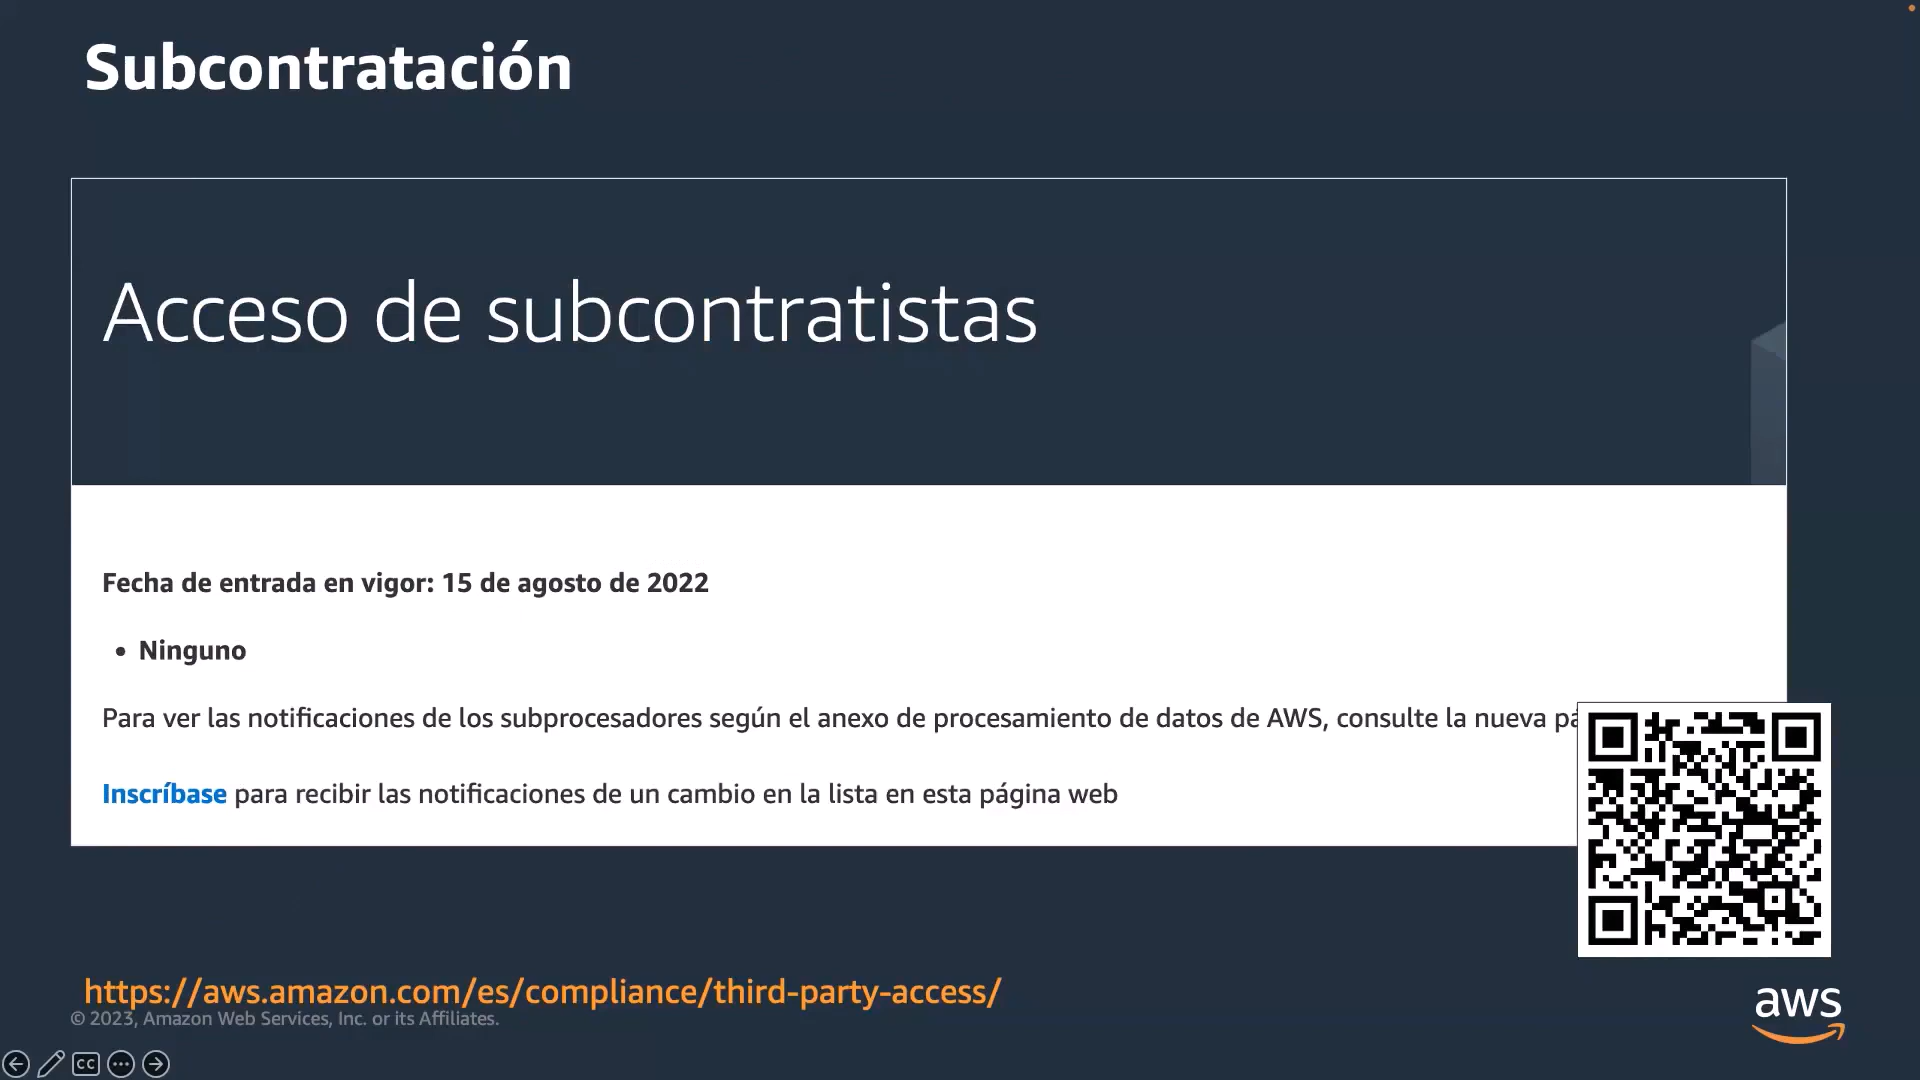 Subcontratación
Acceso de subcontratistas
Fecha de entrada en vigor: 15 de agosto de 2022
• Ninguno
Para ver las notificaciones de los subprocesadores según el anexo de procesamiento de datos de AWS, consulte la nueva
Inscríbase para recibir las notificaciones de un cambio en la lista en esta página web
https://aws.amazon.com/es/compliance/third-party-access/
© 2023, Amazon Web Services, Inc. or its Affiliates.
aws
CC